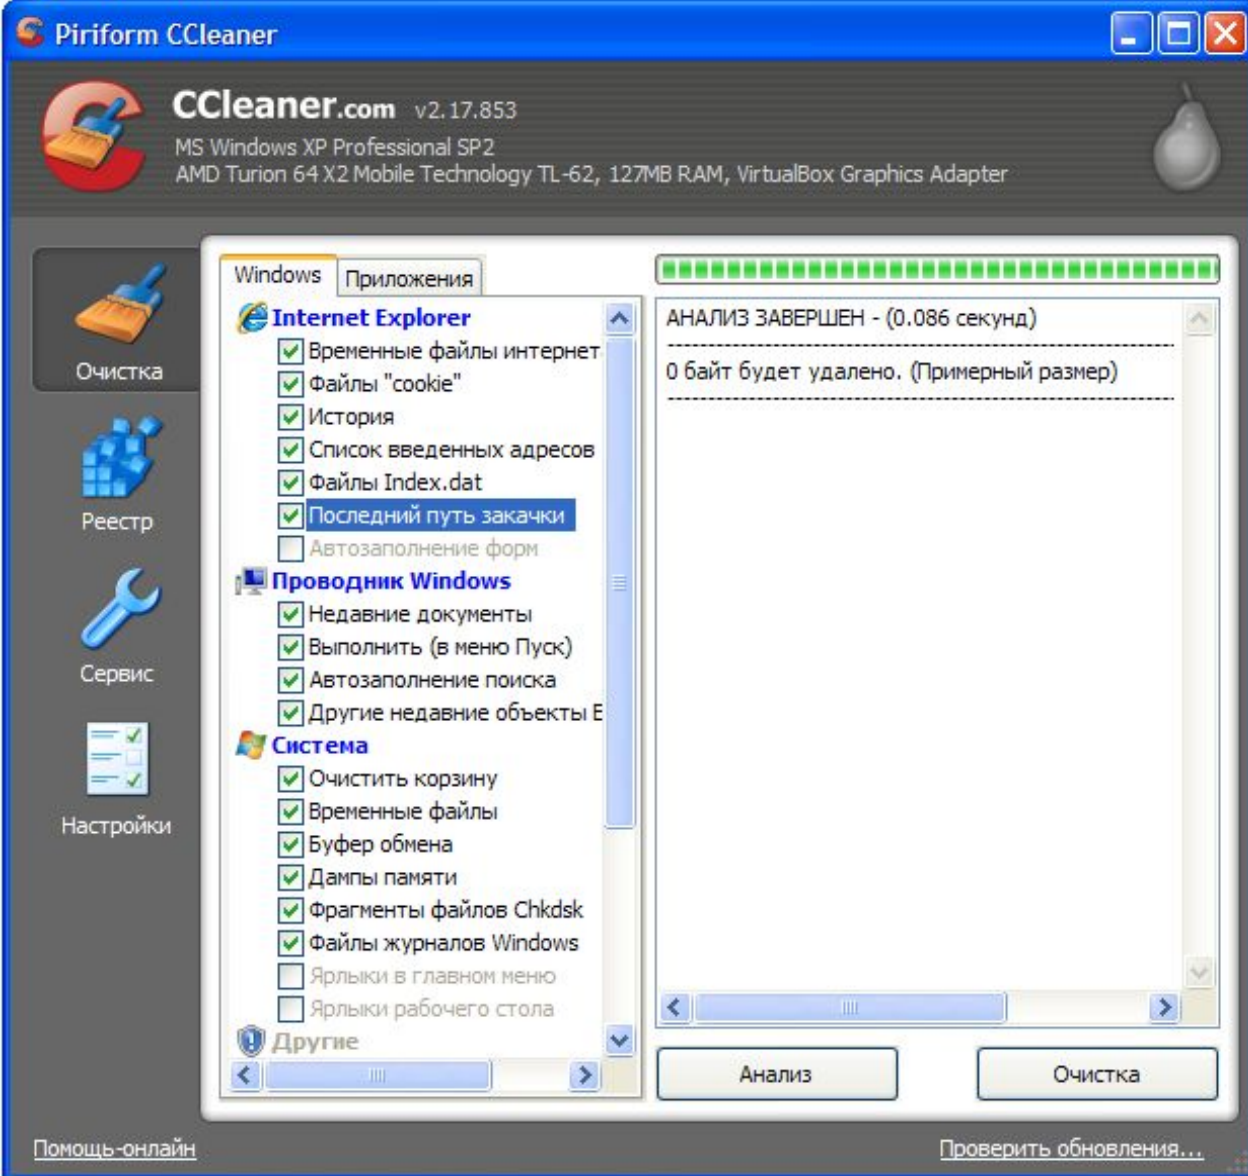 Piriform CCleaner
CCleaner.com v2.17.853
MS Windows XP Professional SP2
AMD Turion 64 X2 Mobile Technology TL-62, 127MB RAM, VirtualBox Graphics Adapter
Очистка
Реестр
Сервис
Настройки
Windows
Приложения
Internet Explorer
Временные файлы интернет
Файлы "cookie"
История
Список введенных адресов
Файлы Index.dat
Последний путь закачки
Автозаполнение форм
Проводник Windows
Недавние документы
Выполнить (в меню Пуск)
Автозаполнение поиска
Другие недавние объекты E
Система
Очистить корзину
Временные файлы
Буфер обмена
Дампы памяти
Фрагменты файлов Chkdsk
Файлы журналов Windows
Ярлыки в главном меню
Ярлыки рабочего стола
Другие
АНАЛИЗ ЗАВЕРШЕН - (0.086 секунд)
0 байт будет удалено. (Примерный размер)
Анализ
Очистка
Помощь-онлайн
Проверить обновления...